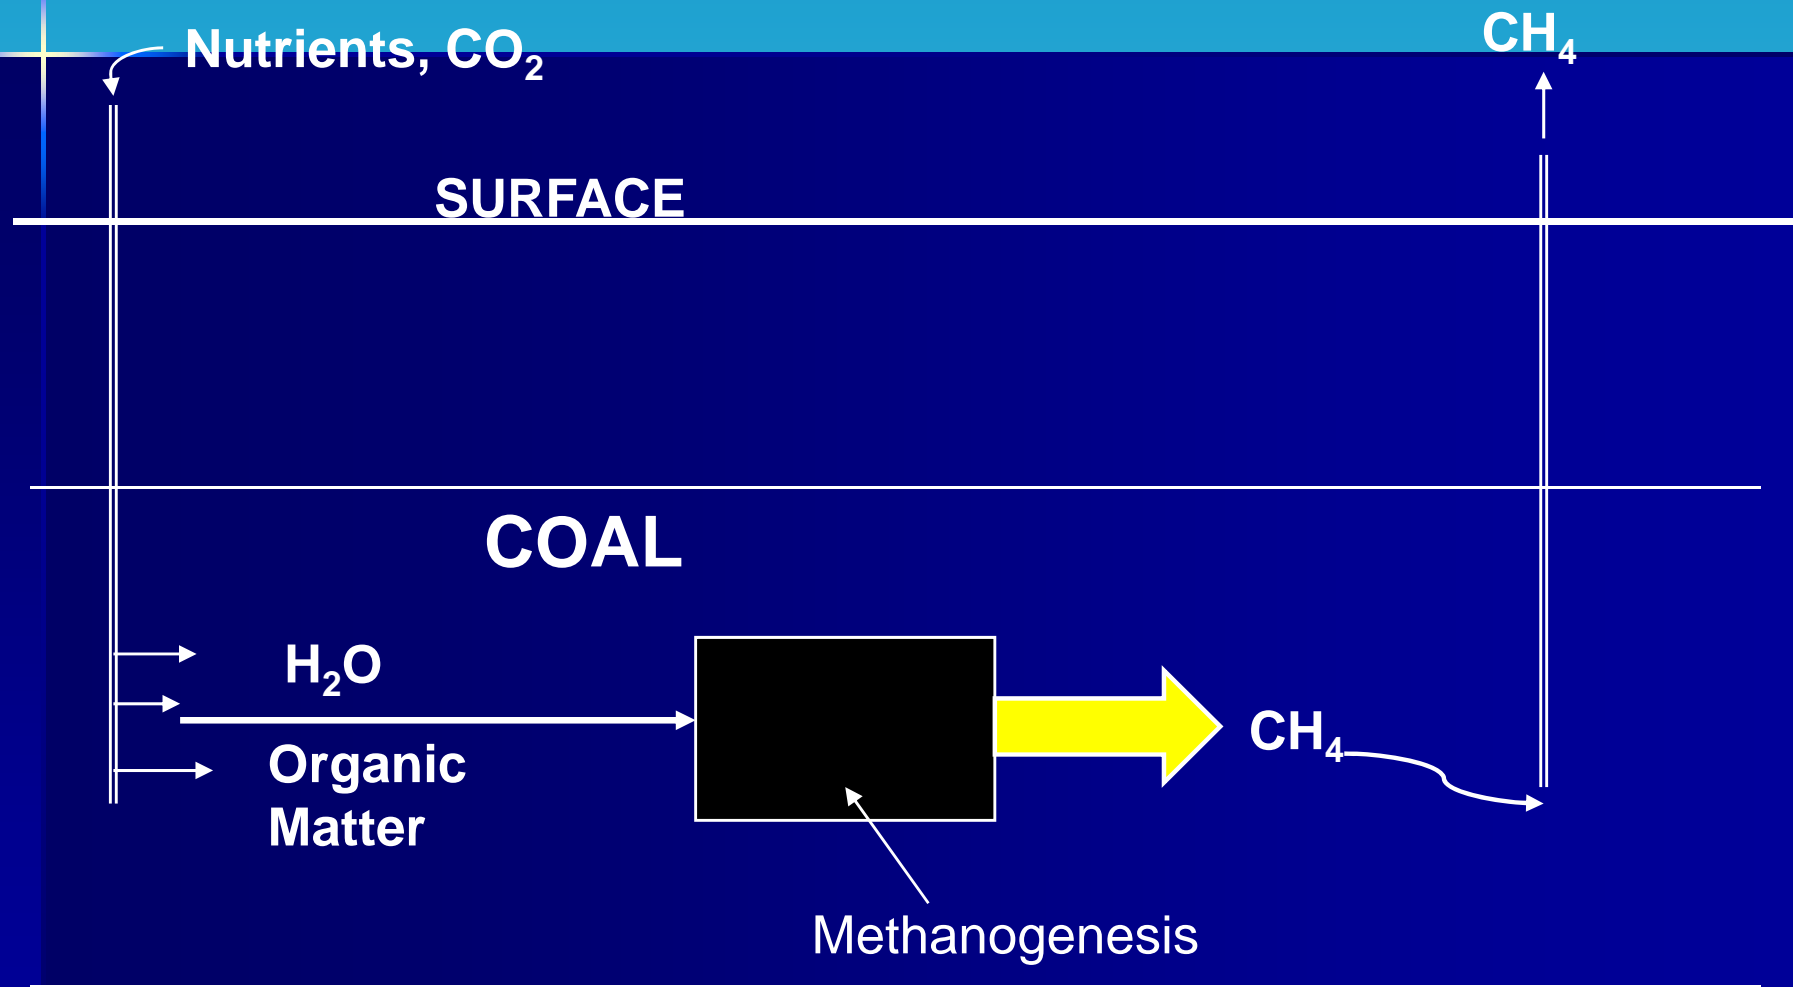 Nutrients, CO₂
CH₄
SURFACE
COAL
H₂O
Organic
Matter
CH₄
Methanogenesis